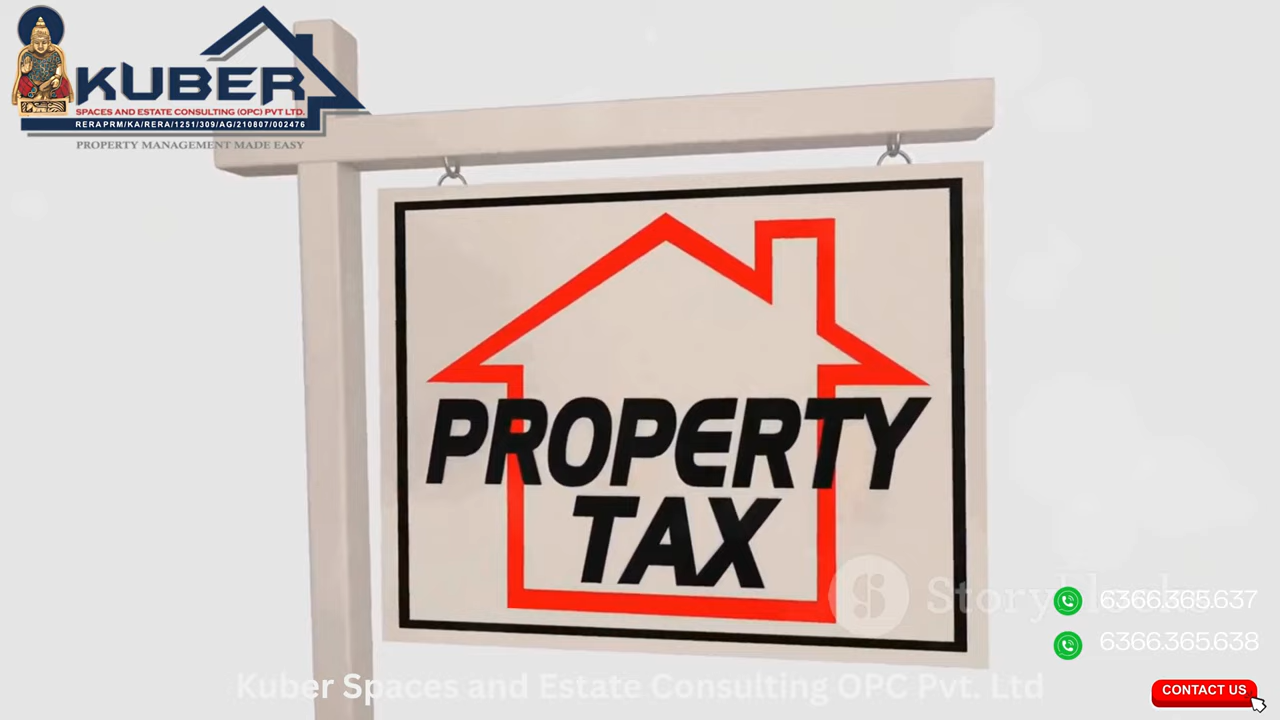 KUBER
SPACES AND ESTATE CONSULTING (OPC) PVT LTD.
RERA PRM/KA/RERA/1251/309/AG/210807/002476
PROPERTY MANAGEMENT MADE EASY
PROPERTY
TAX
6366.365.637
6366.365.638
Kuber Spaces and Estate Consulting OPC Pvt. Ltd
CONTACT US